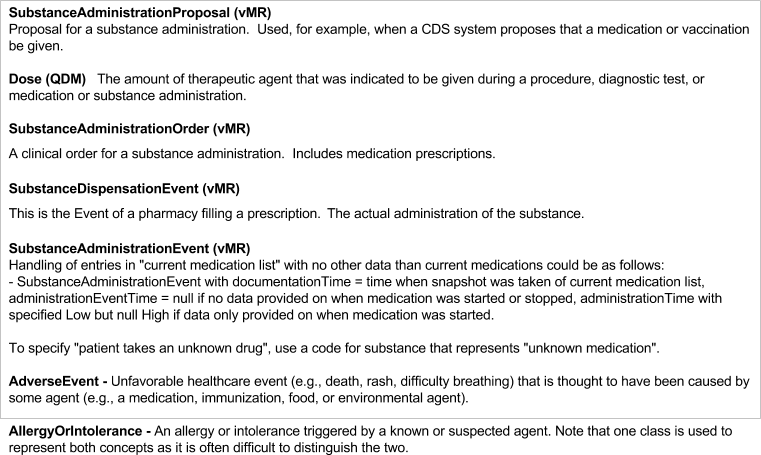 SubstanceAdministrationProposal (vMR)
Proposal for a substance administration.  Used, for example, when a CDS system proposes that a medication or vaccination
be given.
Dose (QDM)   The amount of therapeutic agent that was indicated to be given during a procedure, diagnostic test, or
medication or substance administration.
SubstanceAdministrationOrder (vMR)
A clinical order for a substance administration.  Includes medication prescriptions.
SubstanceDispensationEvent (vMR)
This is the Event of a pharmacy filling a prescription.  The actual administration of the substance.
SubstanceAdministrationEvent (vMR)
Handling of entries in "current medication list" with no other data than current medications could be as follows:
- SubstanceAdministrationEvent with documentationTime = time when snapshot was taken of current medication list,
administrationEventTime = null if no data provided on when medication was started or stopped, administrationTime with
specified Low but null High if data only provided on when medication was started.
To specify "patient takes an unknown drug", use a code for substance that represents "unknown medication".
AdverseEvent - Unfavorable healthcare event (e.g., death, rash, difficulty breathing) that is thought to have been caused by
some agent (e.g., a medication, immunization, food, or environmental agent).
AllergyOrIntolerance - An allergy or intolerance triggered by a known or suspected agent. Note that one class is used to
represent both concepts as it is often difficult to distinguish the two.